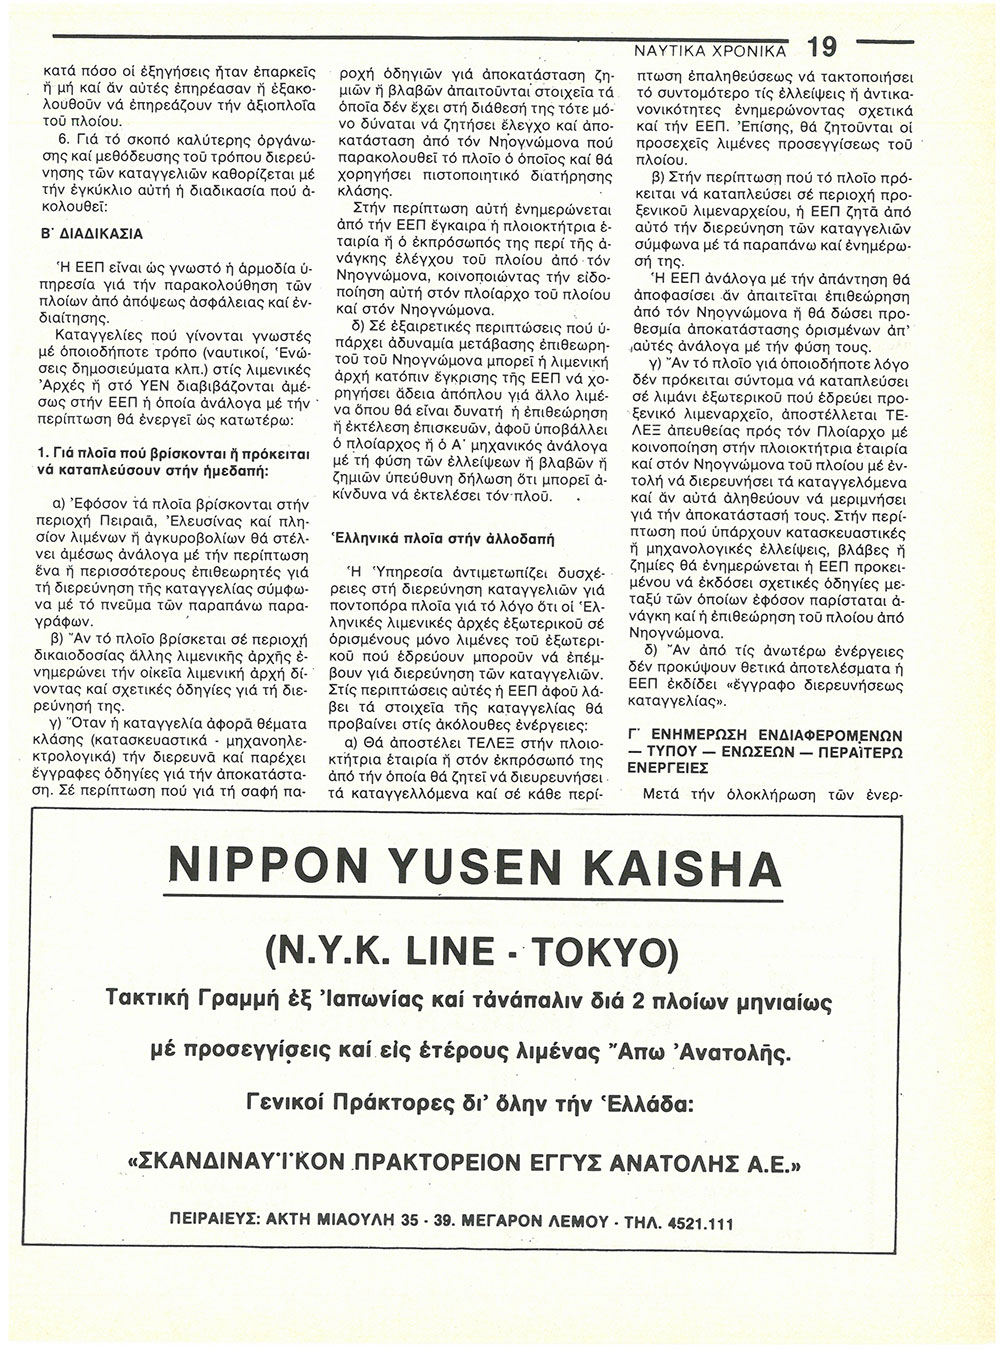 ΝΑΥΤΙΚΑ ΧΡΟΝΙΚΑ 19
κατά πόσο οἱ ἐξηγήσεις ἦταν ἐπαρκεῖς
ἤ μή καί ἄν αὐτές ἐπηρέασαν ἤ ἐξακο-
λουθοῦν νά ἐπηρεάζουν τήν ἀξιοπλοΐα
τοῦ πλοίου.
6. Γιά τό σκοπό καλύτερης ὀργάνω-
σης καί μεθόδευσης τοῦ τρόπου διερεύ-
νησης τῶν καταγγελιῶν καθορίζεται μέ
τήν ἐγκύκλιο αὐτή ἡ διαδικασία πού ἀ-
κολουθεῖ:
Β' ΔΙΑΔΙΚΑΣΙΑ
Ἡ ΕΕΠ εἶναι ὡς γνωστό ἡ ἁρμοδία ὑ-
πηρεσία γιά τήν παρακολούθηση τῶν
πλοίων ἀπό ἀπόψεως ἀσφάλειας καί ἐν-
διαίτησης.
Καταγγελίες πού γίνονται γνωστές
μέ ὁποιοδήποτε τρόπο (ναυτικοί, Ἑνώ-
σεις δημοσιεύματα κλπ.) στίς λιμενικές
Ἀρχές ἤ στό ΥΕΝ διαβιβάζονται ἀμέ-
σως στήν ΕΕΠ ἡ ὁποία ἀνάλογα μέ τήν
περίπτωση θά ἐνεργεῖ ὡς κατωτέρω:
1. Γιά πλοῖα πού βρίσκονται ἤ πρόκειται
νά καταπλεύσουν στήν ἡμεδαπή:
α) Ἐφόσον τά πλοῖα βρίσκονται στήν
περιοχή Πειραιᾶ, Ἐλευσίνας καί πλη-
σίον λιμένων ἤ ἀγκυροβολίων θά στέλ-
νει ἀμέσως ἀνάλογα μέ τήν περίπτωση
ἕνα ἤ περισσότερους ἐπιθεωρητές γιά
τή διερεύνηση τῆς καταγγελίας σύμφω-
να μέ τό πνεῦμα τῶν παραπάνω παρα-
γράφων.
β) Ἄν τό πλοῖο βρίσκεται σέ περιοχή
δικαιοδοσίας ἄλλης λιμενικῆς ἀρχῆς ἐ-
νημερώνει τήν οἰκεία λιμενική ἀρχή δί-
νοντας καί σχετικές ὁδηγίες γιά τή διε-
ρεύνησή της.
γ) Ὅταν ἡ καταγγελία ἀφορᾶ θέματα
κλάσης (κατασκευαστικά - μηχανοηλε-
κτρολογικά) τήν διερευνᾶ καί παρέχει
ἔγγραφες ὁδηγίες γιά τήν ἀποκατάστα-
ση. Σέ περίπτωση πού γιά τή σαφή πα-
ροχή ὁδηγιῶν γιά ἀποκατάσταση ζη-
μιῶν ἤ βλαβῶν ἀπαιτοῦνται στοιχεῖα τά
ὁποῖα δέν ἔχει στή διάθεσή της τότε μό-
νο δύναται νά ζητήσει ἔλεγχο καί ἀπο-
κατάσταση ἀπό τόν Νηογνώμονα πού
παρακολουθεῖ τό πλοῖο ὁ ὁποῖος καί θά
χορηγήσει πιστοποιητικό διατήρησης
κλάσης.
Στήν περίπτωση αὐτή ἐνημερώνεται
ἀπό τήν ΕΕΠ ἔγκαιρα ἡ πλοιοκτήτρια ἑ-
ταιρία ἤ ὁ ἐκπρόσωπός της περί τῆς ἀ-
νάγκης ἐλέγχου τοῦ πλοίου ἀπό τόν
Νηογνώμονα, κοινοποιώντας τήν εἰδο-
ποίηση αὐτή στόν πλοίαρχο τοῦ πλοίου
καί στόν Νηογνώμονα.
δ) Σέ ἐξαιρετικές περιπτώσεις πού ὑ-
πάρχει ἀδυναμία μετάβασης ἐπιθεωρη-
τοῦ τοῦ Νηογνώμονα μπορεῖ ἡ λιμενική
ἀρχή κατόπιν ἔγκρισης τῆς ΕΕΠ νά χο-
ρηγήσει ἄδεια ἀπόπλου γιά ἄλλο λιμέ-
να ὅπου θά εἶναι δυνατή ἡ ἐπιθεώρηση
ἤ ἐκτέλεση ἐπισκευῶν, ἀφοῦ ὑποβάλλει
ὁ πλοίαρχος ἤ ὁ Α' μηχανικός ἀνάλογα
μέ τή φύση τῶν ἐλλείψεων ἤ βλαβῶν ἤ
ζημιῶν ὑπεύθυνη δήλωση ὅτι μπορεῖ ἀ-
κίνδυνα νά ἐκτελέσει τόν πλοῦ.
Ἑλληνικά πλοῖα στήν ἀλλοδαπή
Ἡ Ὑπηρεσία ἀντιμετωπίζει δυσχέ-
ρειες στή διερεύνηση καταγγελιῶν γιά
ποντοπόρα πλοῖα γιά τό λόγο ὅτι οἱ Ἑλ-
ληνικές λιμενικές ἀρχές ἐξωτερικοῦ σέ
ὁρισμένους μόνο λιμένες τοῦ ἐξωτερι-
κοῦ πού ἑδρεύουν μποροῦν νά ἐπέμ-
βουν γιά διερεύνηση τῶν καταγγελιῶν.
Στίς περιπτώσεις αὐτές ἡ ΕΕΠ ἀφοῦ λά-
βει τά στοιχεῖα τῆς καταγγελίας θά
προβαίνει στίς ἀκόλουθες ἐνέργειες:
α) Θά ἀποστέλει ΤΕΛΕΞ στήν πλοιο-
κτήτρια ἑταιρία ἤ στόν ἐκπρόσωπό της
ἀπό τήν ὁποία θά ζητεῖ νά διευρευνήσει
τά καταγγελλόμενα καί σέ κάθε περί-
πτωση ἐπαληθεύσεως νά τακτοποιήσει
τό συντομότερο τίς ἐλλείψεις ἤ ἀντικα-
νονικότητες ἐνημερώνοντας σχετικά
καί τήν ΕΕΠ. Ἐπίσης, θά ζητοῦνται οἱ
προσεχεῖς λιμένες προσεγγίσεως τοῦ
πλοίου.
β) Στήν περίπτωση πού τό πλοῖο πρό-
κειται νά καταπλεύσει σέ περιοχή προ-
ξενικοῦ λιμεναρχείου, ἡ ΕΕΠ ζητᾶ ἀπό
αὐτό τήν διερεύνηση τῶν καταγγελιῶν
σύμφωνα μέ τά παραπάνω καί ἐνημέρω-
σή της.
Ἡ ΕΕΠ ἀνάλογα μέ τήν ἀπάντηση θά
ἀποφασίσει ἄν ἀπαιτεῖται ἐπιθεώρηση
ἀπό τόν Νηογνώμονα ἤ θά δώσει προ-
θεσμία ἀποκατάστασης ὁρισμένων ἀπ'
αὐτές ἀνάλογα μέ τήν φύση τους.
γ) Ἄν τό πλοῖο γιά ὁποιοδήποτε λόγο
δέν πρόκειται σύντομα νά καταπλεύσει
σέ λιμάνι ἐξωτερικοῦ πού ἑδρεύει προ-
ξενικό λιμεναρχεῖο, ἀποστέλλεται ΤΕ-
ΛΕΞ ἀπευθείας πρός τόν Πλοίαρχο μέ
κοινοποίηση στήν πλοιοκτήτρια ἑταιρία
καί στόν Νηογνώμονα τοῦ πλοίου μέ ἐν-
τολή νά διερευνήσει τά καταγγελόμενα
καί ἄν αὐτά ἀληθεύουν νά μεριμνήσει
γιά τήν ἀποκατάστασή τους. Στήν περί-
πτωση πού ὑπάρχουν κατασκευαστικές
ἤ μηχανολογικές ἐλλείψεις, βλάβες ἤ
ζημίες θά ἐνημερώνεται ἡ ΕΕΠ προκει-
μένου νά ἐκδόσει σχετικές ὁδηγίες με-
ταξύ τῶν ὁποίων ἐφόσον παρίσταται ἀ-
νάγκη καί ἡ ἐπιθεώρηση τοῦ πλοίου ἀπό
Νηογνώμονα.
δ) Ἄν ἀπό τίς ἀνωτέρω ἐνέργειες
δέν προκύψουν θετικά ἀποτελέσματα ἡ
ΕΕΠ ἐκδίδει «ἔγγραφο διερευνήσεως
καταγγελίας».
Γ' ΕΝΗΜΕΡΩΣΗ ΕΝΔΙΑΦΕΡΟΜΕΝΩΝ
— ΤΥΠΟΥ — ΕΝΩΣΕΩΝ — ΠΕΡΑΙΤΕΡΩ
ΕΝΕΡΓΕΙΕΣ
Μετά τήν ὁλοκλήρωση τῶν ἐνερ-
NIPPON YUSEN KAISHA
(N.Y.K. LINE - TOKYO)
Τακτική Γραμμή ἐξ Ἰαπωνίας καί τἀνάπαλιν διά 2 πλοίων μηνιαίως
μέ προσεγγίσεις καί εἰς ἑτέρους λιμένας Ἄπω Ἀνατολῆς.
Γενικοί Πράκτορες δι' ὅλην τήν Ἑλλάδα:
«ΣΚΑΝΔΙΝΑΥ·Ι·ΚΟΝ ΠΡΑΚΤΟΡΕΙΟΝ ΕΓΓΥΣ ΑΝΑΤΟΛΗΣ Α.Ε.»
ΠΕΙΡΑΙΕΥΣ: ΑΚΤΗ ΜΙΑΟΥΛΗ 35 - 39. ΜΕΓΑΡΟΝ ΛΕΜΟΥ - ΤΗΛ. 4521.111